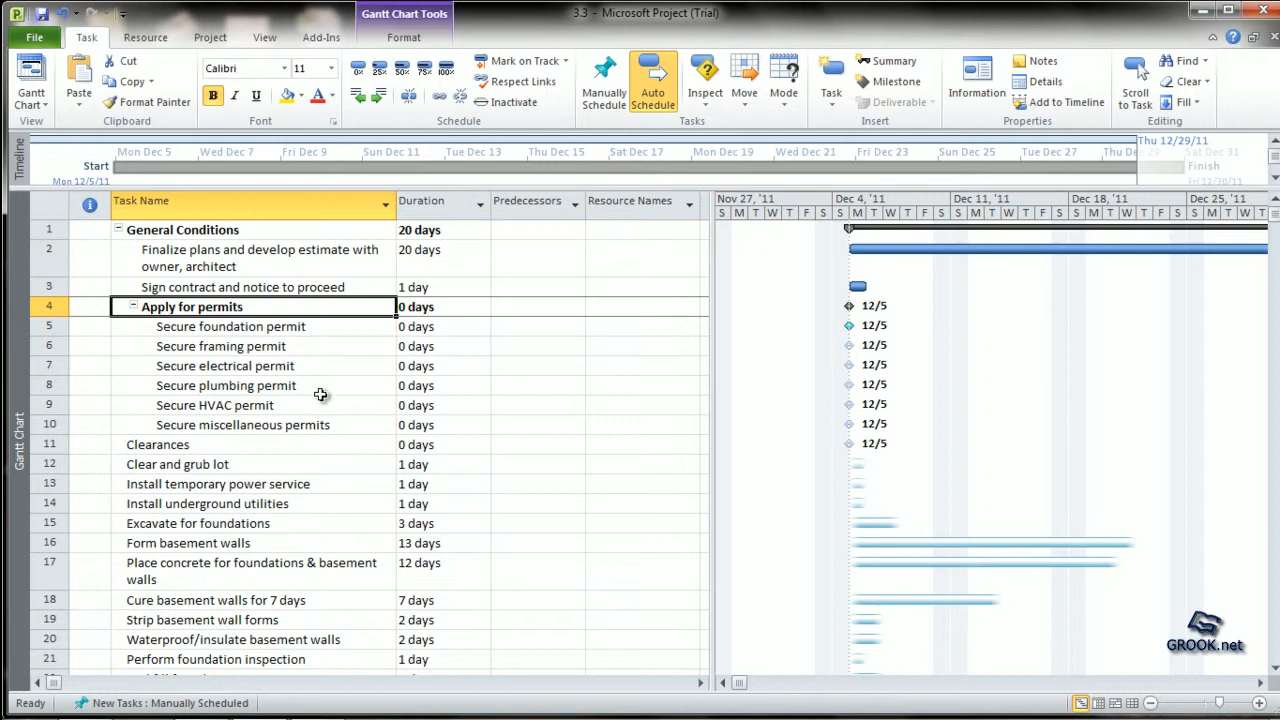 Gantt Chart Tools
3.3 – Microsoft Project (Trial)
File Task Resource Project View Add-Ins Format
Gantt Chart
View
Paste
Cut
Copy
Format Painter
Clipboard
Calibri 11
B I U A
Font
0% 25% 50% 75% 100%
Mark on Track
Respect Links
Inactivate
Schedule
Manually Schedule
Auto Schedule
Inspect
Move
Mode
Tasks
Task
Summary
Milestone
Deliverable
Insert
Information
Notes
Details
Add to Timeline
Properties
Scroll to Task
Find
Clear
Fill
Editing
Timeline
Thu 12/29/11
Mon Dec 5 Wed Dec 7 Fri Dec 9 Sun Dec 11 Tue Dec 13 Thu Dec 15 Sat Dec 17 Mon Dec 19 Wed Dec 21 Fri Dec 23 Sun Dec 25 Tue Dec 27 Thu Dec 29 Sat Dec 31
Start
Mon 12/5/11
Finish
Fri 12/30/11
Gantt Chart
Task Name Duration Predecessors Resource Names
Nov 27, '11 Dec 4, '11 Dec 11, '11 Dec 18, '11 Dec 25, '11
S M T W T F S S M T W T F S S M T W T F S S M T W T F S S M T W T
1 General Conditions 20 days
2 Finalize plans and develop estimate with 20 days
owner, architect
3 Sign contract and notice to proceed 1 day
4 Apply for permits 0 days 12/5
5 Secure foundation permit 0 days 12/5
6 Secure framing permit 0 days 12/5
7 Secure electrical permit 0 days 12/5
8 Secure plumbing permit 0 days 12/5
9 Secure HVAC permit 0 days 12/5
10 Secure miscellaneous permits 0 days 12/5
11 Clearances 0 days 12/5
12 Clear and grub lot 1 day
13 Install temporary power service 1 day
14 Install underground utilities 1 day
15 Excavate for foundations 3 days
16 Form basement walls 13 days
17 Place concrete for foundations & basement 12 days
walls
18 Cure basement walls for 7 days 7 days
19 Strip basement wall forms 2 days
20 Waterproof/insulate basement walls 2 days
21 Perform foundation inspection 1 day
GROOK.net
Ready New Tasks : Manually Scheduled